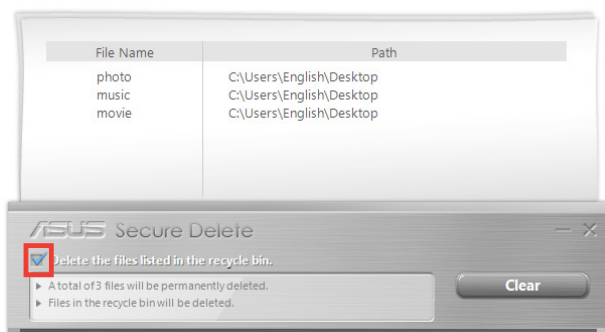 File Name Path
photo C:\Users\English\Desktop
music C:\Users\English\Desktop
movie C:\Users\English\Desktop
ASUS Secure Delete
Delete the files listed in the recycle bin.
A total of 3 files will be permanently deleted.
Files in the recycle bin will be deleted.
Clear